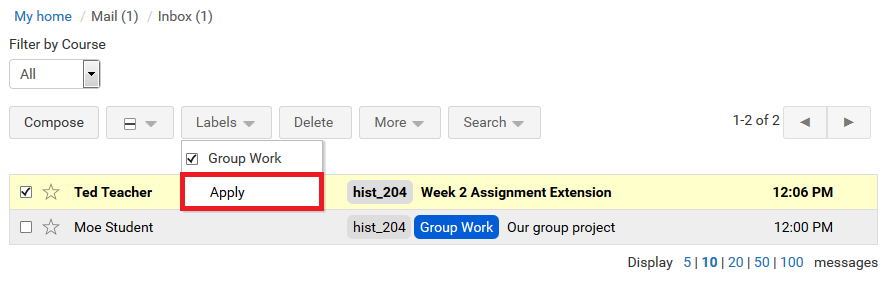 My home / Mail (1) / Inbox (1)
Filter by Course
All
Compose Labels Delete More Search 1-2 of 2
Group Work
Ted Teacher Apply hist_204 Week 2 Assignment Extension 12:06 PM
Moe Student hist_204 Group Work Our group project 12:00 PM
Display 5 | 10 | 20 | 50 | 100 messages